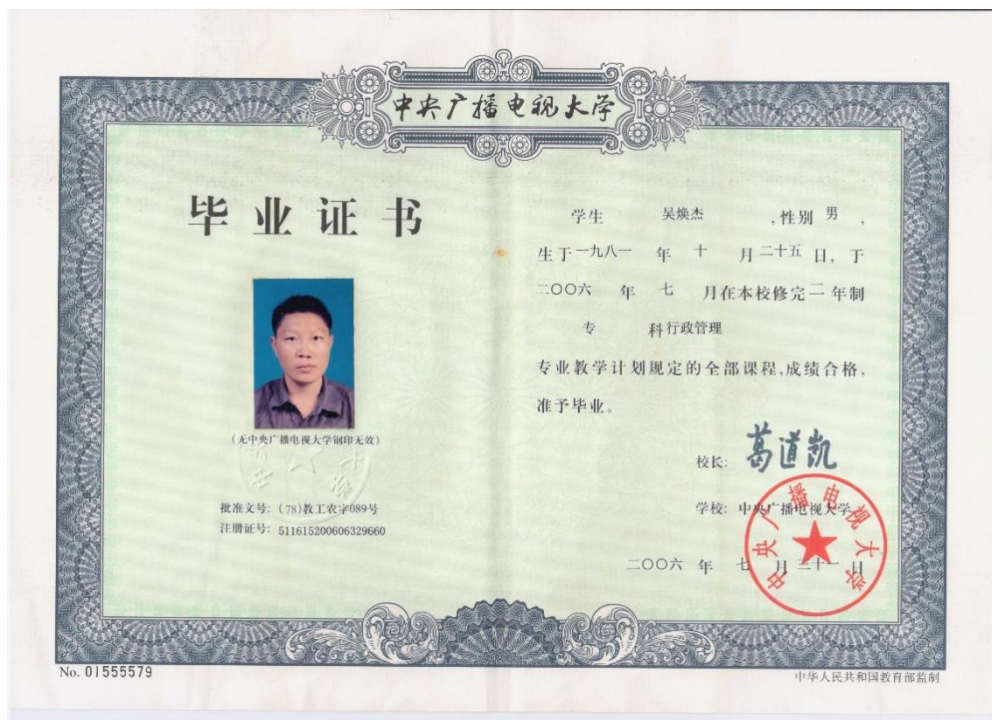 中央广播电视大学
毕业证书
(无中央广播电视大学钢印无效)
批准文号: (78)教工农字089号
注册证号: 511615200606329660
学生 吴焕杰 ,性别 男 ,
生于一九八一 年 十 月二十五 日, 于
二〇〇六 年 七 月在本校修完二 年制
专 科行政管理
专业教学计划规定的全部课程,成绩合格,
准予毕业。
校长: 葛道凯
学校: 中央广播电视大学
中央广播电视大学
二〇〇六 年 七 月三十一日
No. 01555579
中华人民共和国教育部监制